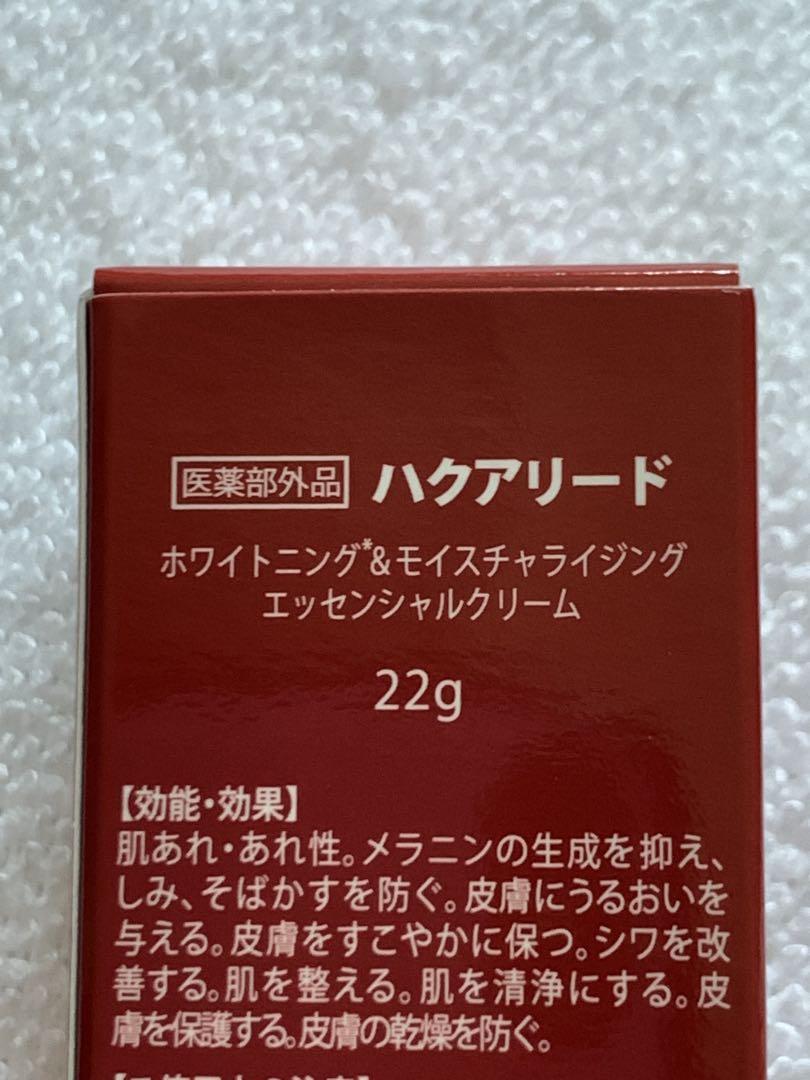 医薬部外品 ハクアリード
ホワイトニング*&モイスチャライジング
エッセンシャルクリーム
22g
【効能・効果】
肌あれ・あれ性。メラニンの生成を抑え、
しみ、そばかすを防ぐ。皮膚にうるおいを
与える。皮膚をすこやかに保つ。シワを改
善する。肌を整える。肌を清浄にする。皮
膚を保護する。皮膚の乾燥を防ぐ。